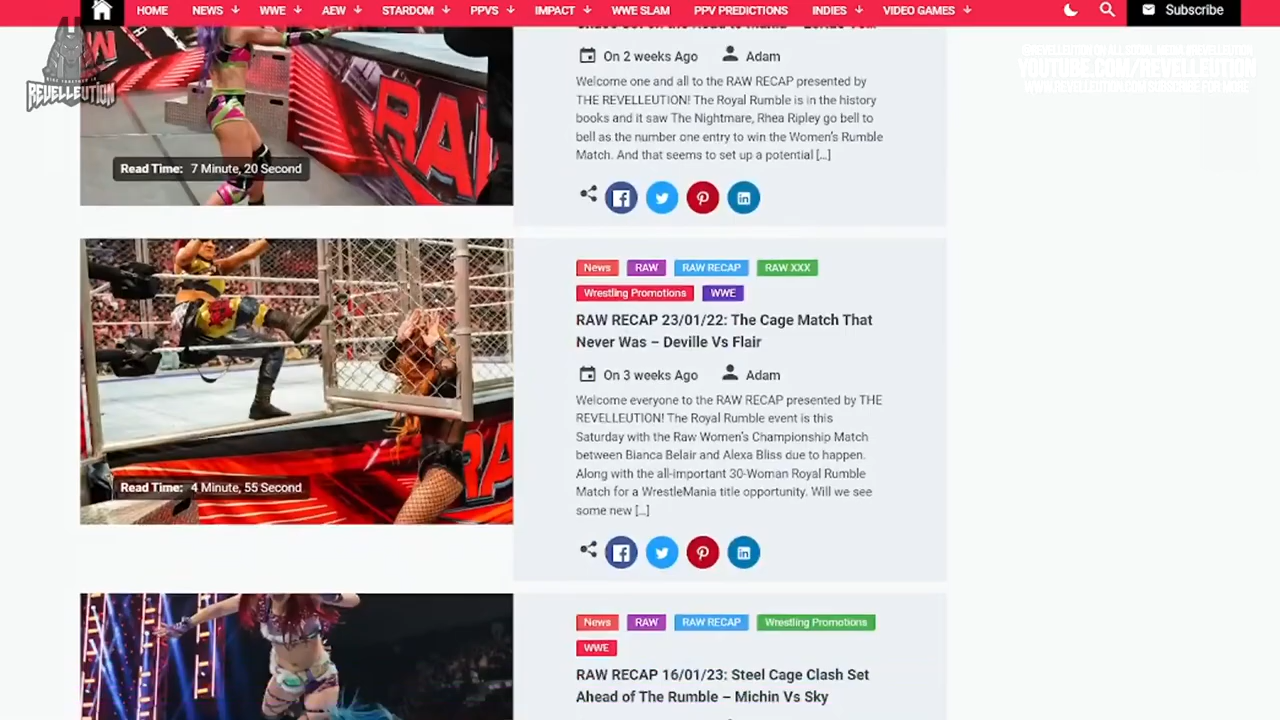 HOME NEWS WWE AEW STARDOM PPVS IMPACT WWE SLAM PPV PREDICTIONS INDIES VIDEO GAMES Subscribe
REVELLEUTION
YOUTUBE.COM/REVELLEUTION
WWW.REVELLEUTION.COM SUBSCRIBE FOR MORE
On 2 weeks Ago Adam
Welcome one and all to the RAW RECAP presented by
THE REVELLEUTION! The Royal Rumble is in the history
books and it saw The Nightmare, Rhea Ripley go bell to
bell as the number one entry to win the Women's Rumble
Match. And that seems to set up a potential [...]
Read Time: 7 Minute, 20 Second
RAW
News RAW RAW RECAP RAW XXX
Wrestling Promotions WWE
RAW RECAP 23/01/22: The Cage Match That
Never Was – Deville Vs Flair
On 3 weeks Ago Adam
Welcome everyone to the RAW RECAP presented by THE
REVELLEUTION! The Royal Rumble event is this
Saturday with the Raw Women's Championship Match
between Bianca Belair and Alexa Bliss due to happen.
Along with the all-important 30-Woman Royal Rumble
Match for a WrestleMania title opportunity. Will we see
some new [...]
Read Time: 4 Minute, 55 Second
News RAW RAW RECAP Wrestling Promotions
WWE
RAW RECAP 16/01/23: Steel Cage Clash Set
Ahead of The Rumble – Michin Vs Sky